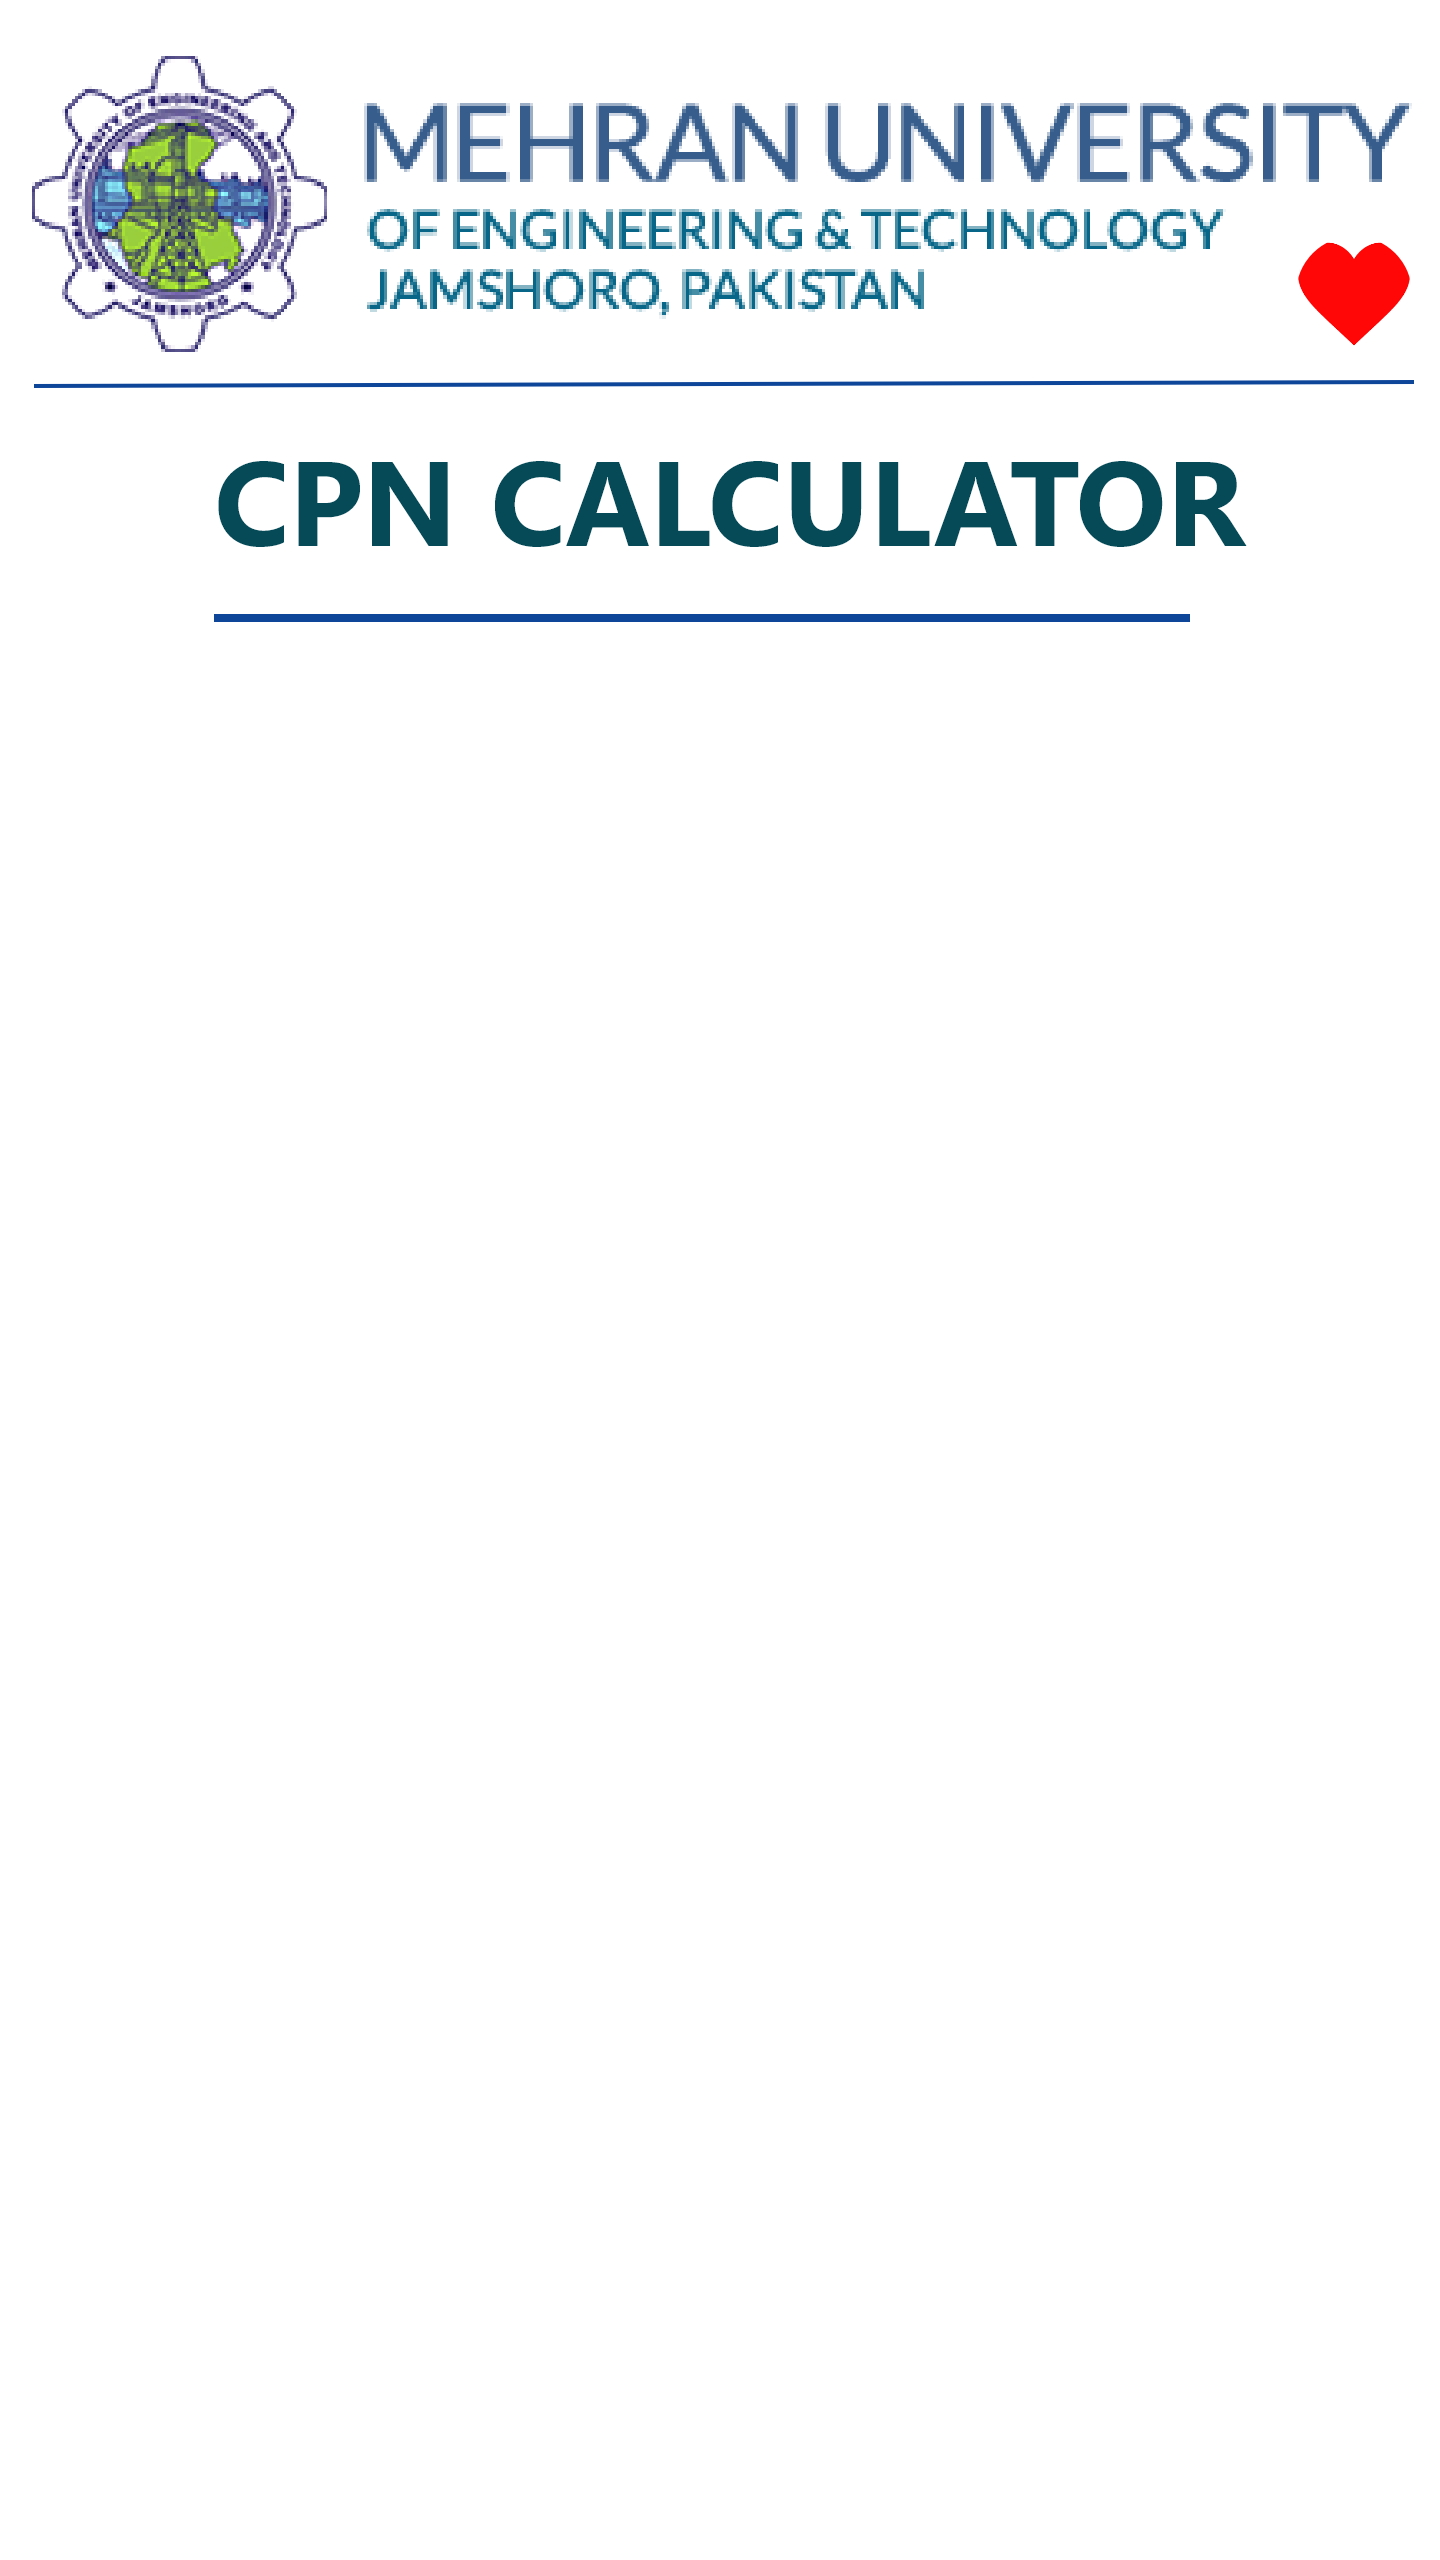 MEHRAN UNIVERSITY OF ENGINEERING AND TECHNOLOGY
JAMSHORO
MEHRAN UNIVERSITY
OF ENGINEERING & TECHNOLOGY
JAMSHORO, PAKISTAN
CPN CALCULATOR